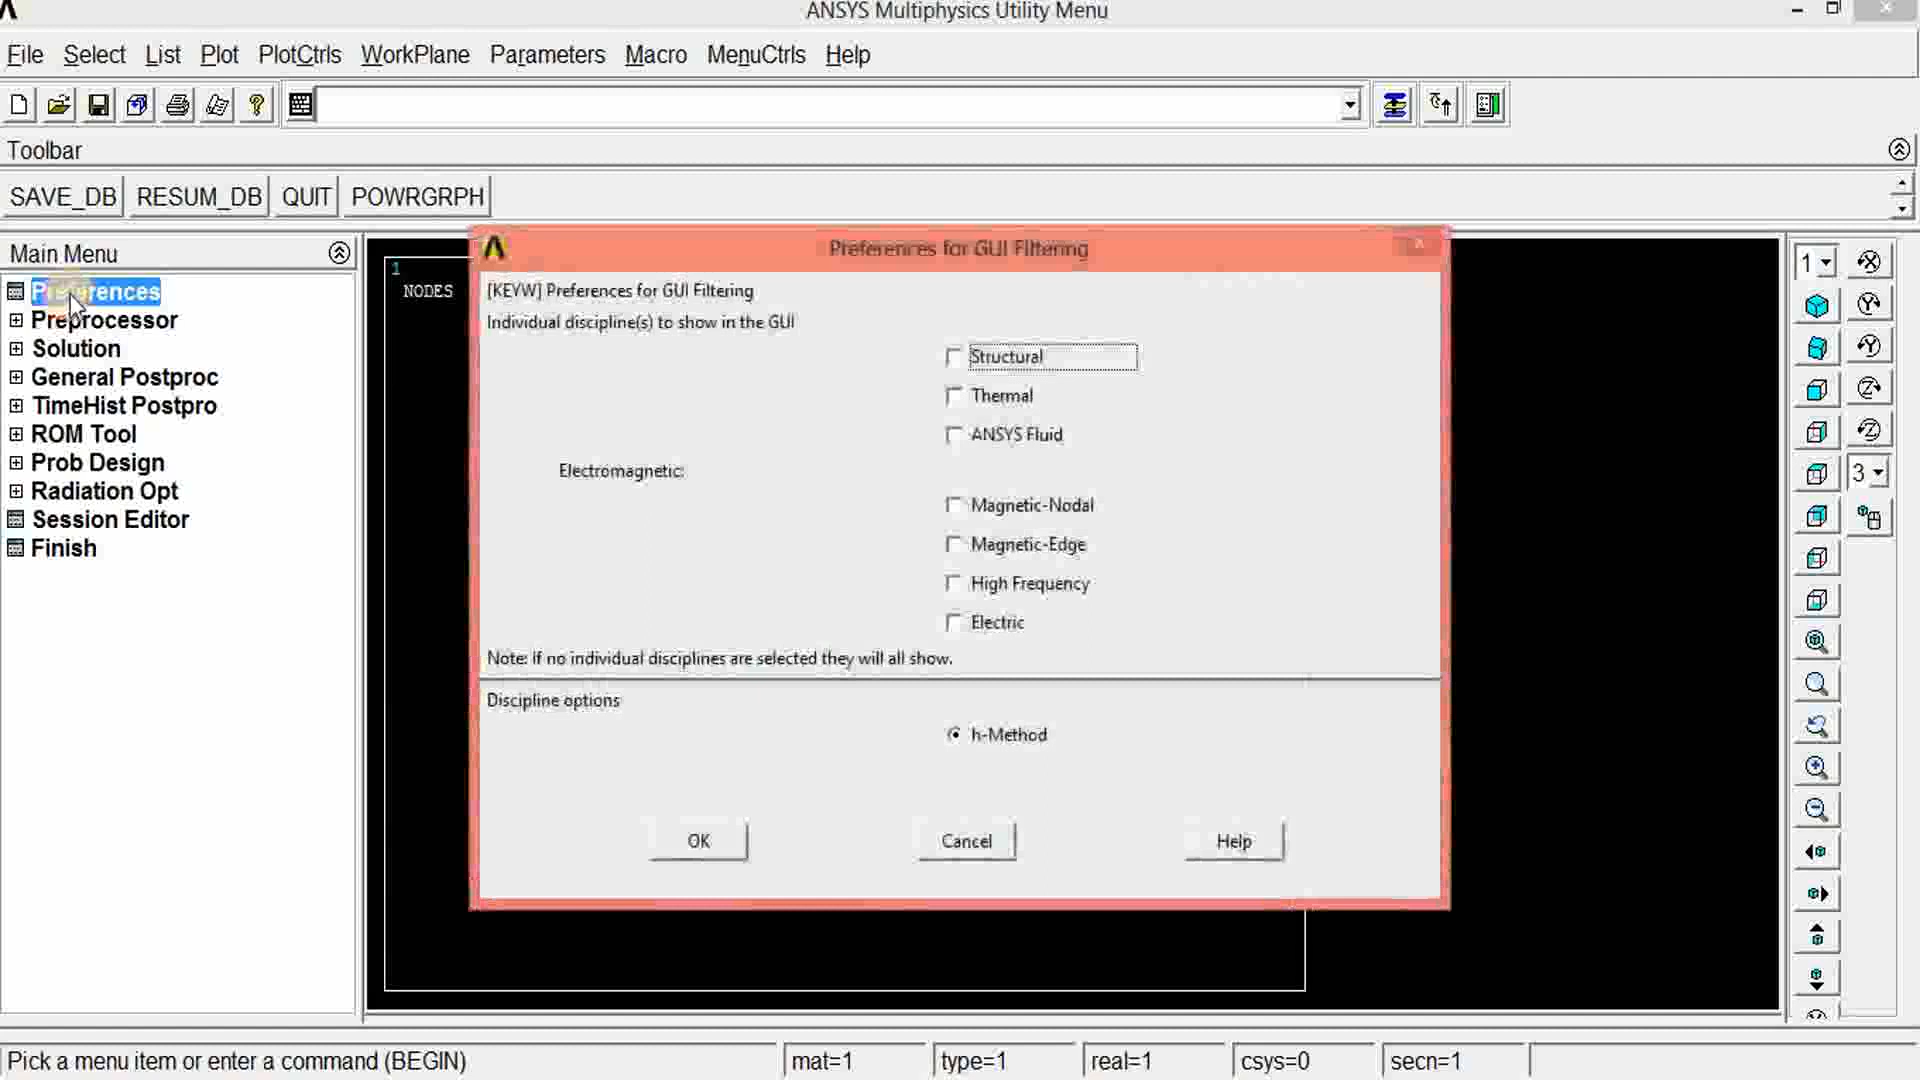 ANSYS Multiphysics Utility Menu
File Select List Plot PlotCtrls WorkPlane Parameters Macro MenuCtrls Help
Toolbar
SAVE_DB RESUM_DB QUIT POWRGRPH
Main Menu
Preferences
Preprocessor
Solution
General Postproc
TimeHist Postpro
ROM Tool
Prob Design
Radiation Opt
Session Editor
Finish
1
NODES
Preferences for GUI Filtering
[KEYW] Preferences for GUI Filtering
Individual discipline(s) to show in the GUI
Structural
Thermal
ANSYS Fluid
Electromagnetic:
Magnetic-Nodal
Magnetic-Edge
High Frequency
Electric
Note: If no individual disciplines are selected they will all show.
Discipline options
h-Method
OK Cancel Help
1
3
Pick a menu item or enter a command (BEGIN) mat=1 type=1 real=1 csys=0 secn=1